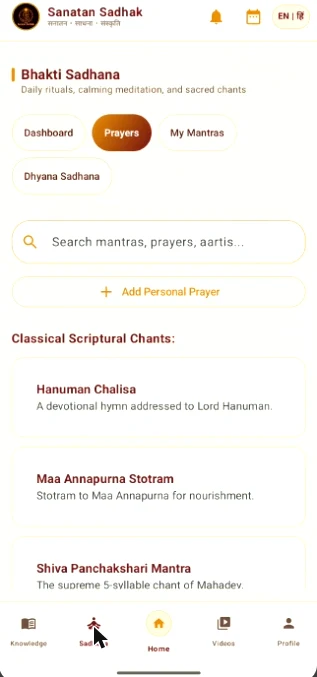 Sanatan Sadhak
सनातन • साधना • संस्कृति
EN | हिं
Bhakti Sadhana
Daily rituals, calming meditation, and sacred chants
Dashboard
Prayers
My Mantras
Dhyana Sadhana
Search mantras, prayers, aartis...
+ Add Personal Prayer
Classical Scriptural Chants:
Hanuman Chalisa
A devotional hymn addressed to Lord Hanuman.
Maa Annapurna Stotram
Stotram to Maa Annapurna for nourishment.
Shiva Panchakshari Mantra
The supreme 5-syllable chant of Mahadev.
Knowledge
Home
Videos
Profile